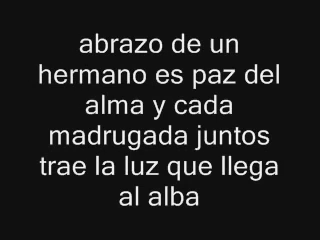 abrazo de un
hermano es paz del
alma y cada
madrugada juntos
trae la luz que llega
al alba